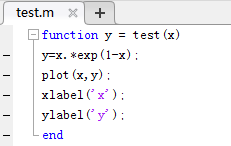 test.m
function y = test(x)
y=x.*exp(1-x);
plot(x,y);
xlabel('x');
ylabel('y');
end